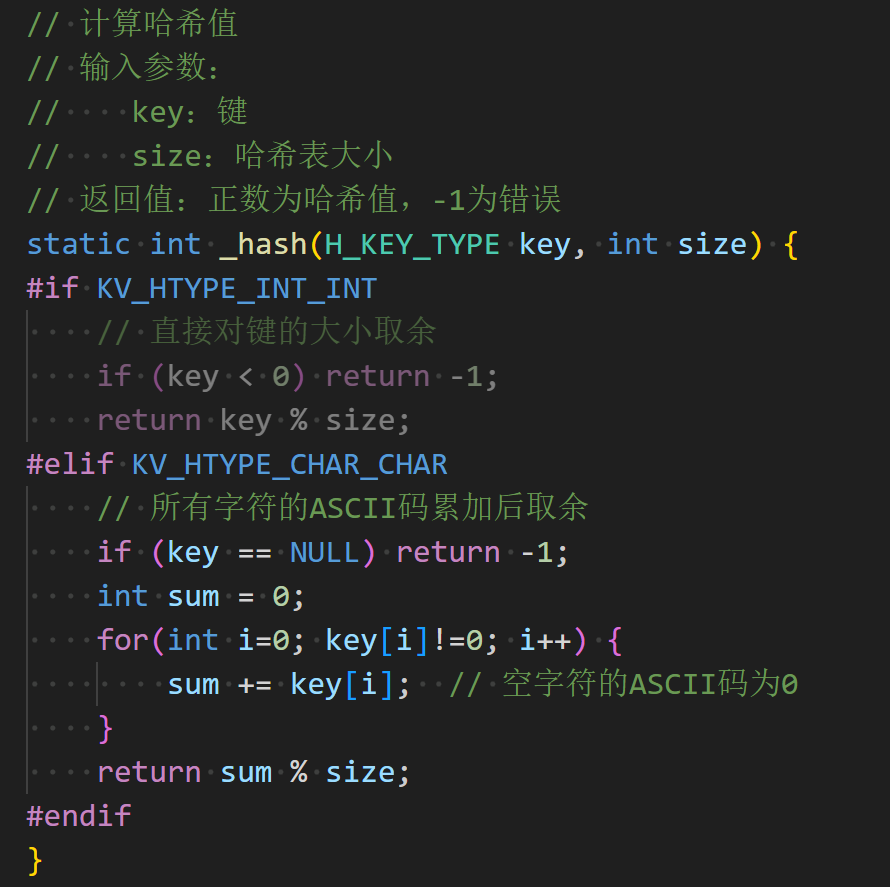 // 计算哈希值
// 输入参数：
//    key：键
//    size：哈希表大小
// 返回值：正数为哈希值，-1为错误
static int _hash(H_KEY_TYPE key, int size) {
#if KV_HTYPE_INT_INT
    // 直接对键的大小取余
    if (key < 0) return -1;
    return key % size;
#elif KV_HTYPE_CHAR_CHAR
    // 所有字符的ASCII码累加后取余
    if (key == NULL) return -1;
    int sum = 0;
    for(int i=0; key[i]!=0; i++) {
        sum += key[i];  // 空字符的ASCII码为0
    }
    return sum % size;
#endif
}